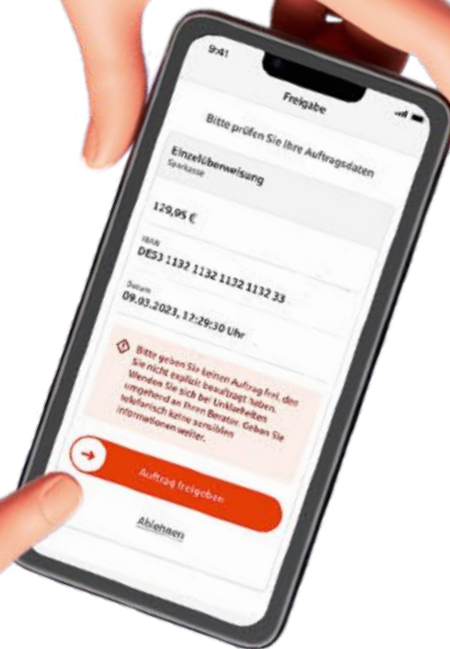 9:41
Freigabe
Bitte prüfen Sie Ihre Auftragsdaten
Einzelüberweisung
Sparkasse
129,95 €
IBAN
DE53 1132 1132 1132 1132 33
Datum
09.03.2023, 12:29:30 Uhr
Bitte geben Sie keinen Auftrag frei, den
Sie nicht explizit beauftragt haben.
Wenden Sie sich bei Unklarheiten
umgehend an Ihren Berater. Geben Sie
telefonisch keine sensiblen
Informationen weiter.
Auftrag freigeben
Ablehnen